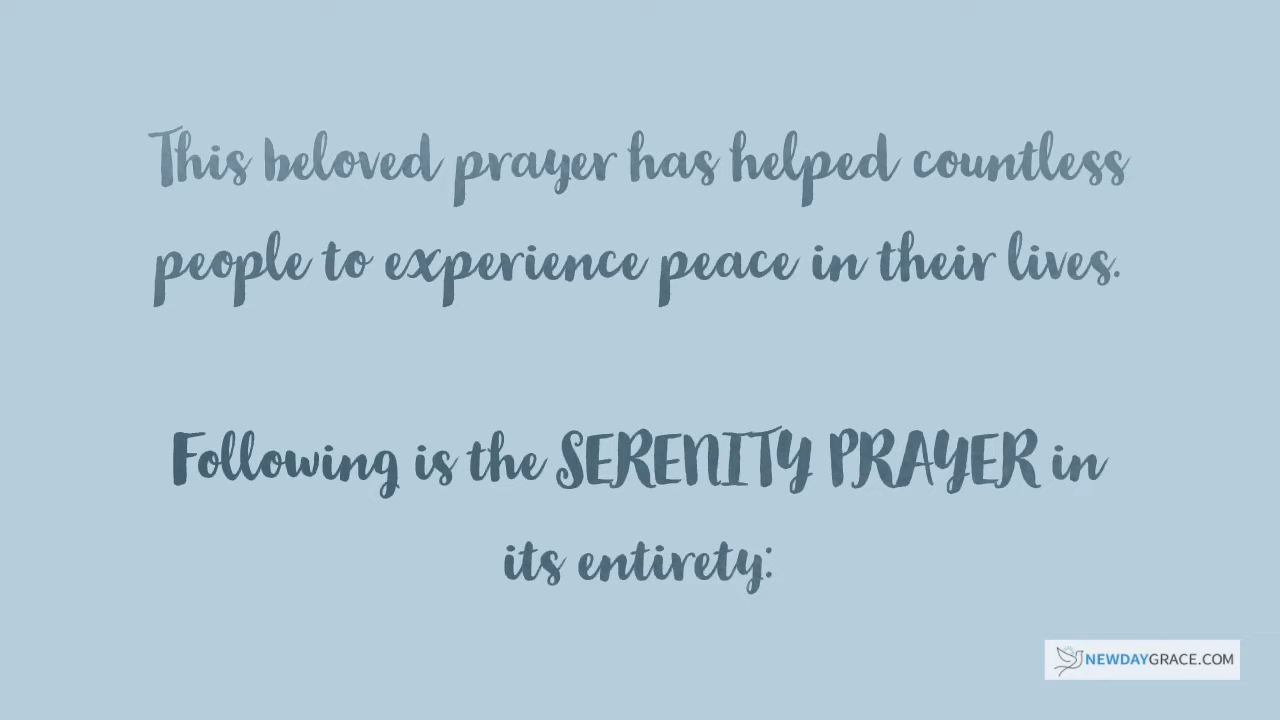 This beloved prayer has helped countless
people to experience peace in their lives.
Following is the SERENITY PRAYER in
its entirety:
NEWDAYGRACE.COM